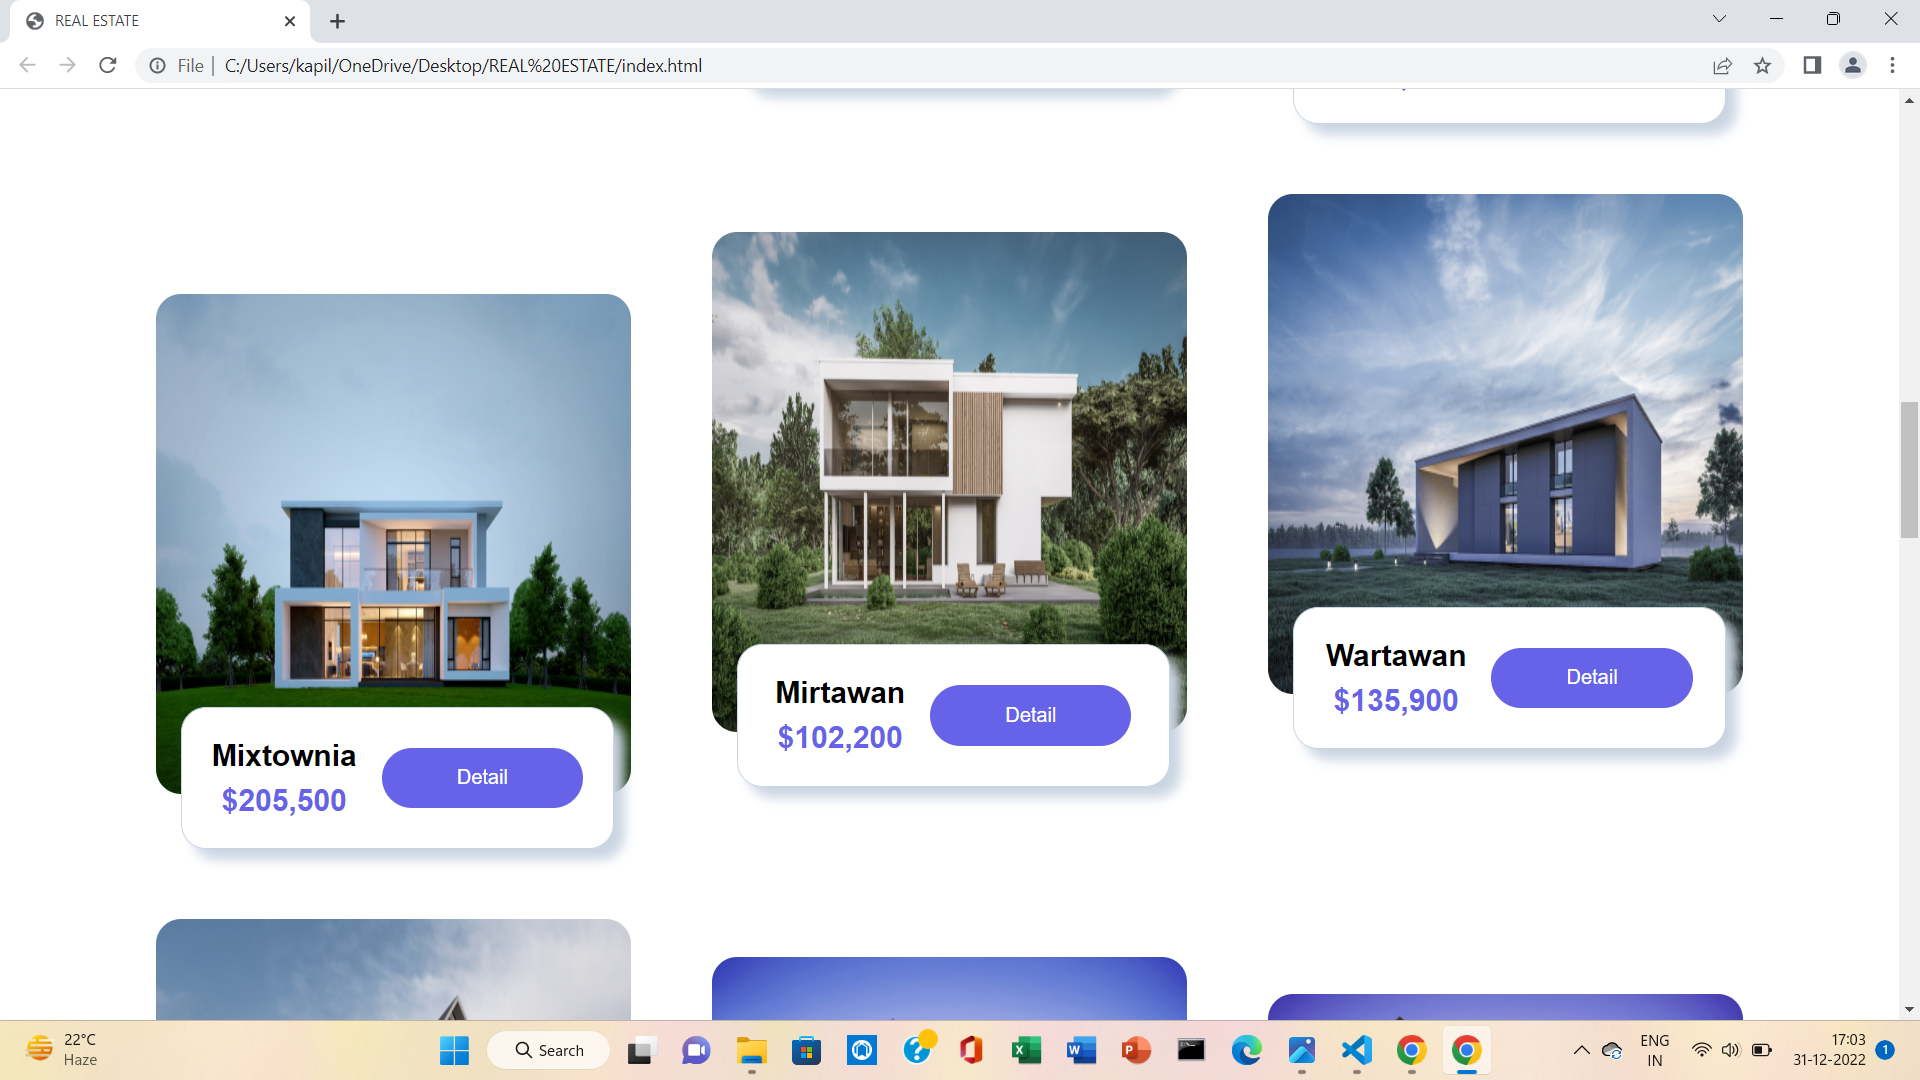 REAL ESTATE
File
C:/Users/kapil/OneDrive/Desktop/REAL%20ESTATE/index.html
Mixtownia
$205,500
Detail
Mirtawan
$102,200
Detail
Wartawan
$135,900
Detail
22°C
Haze
Search
ENG
IN
17:03
31-12-2022
1